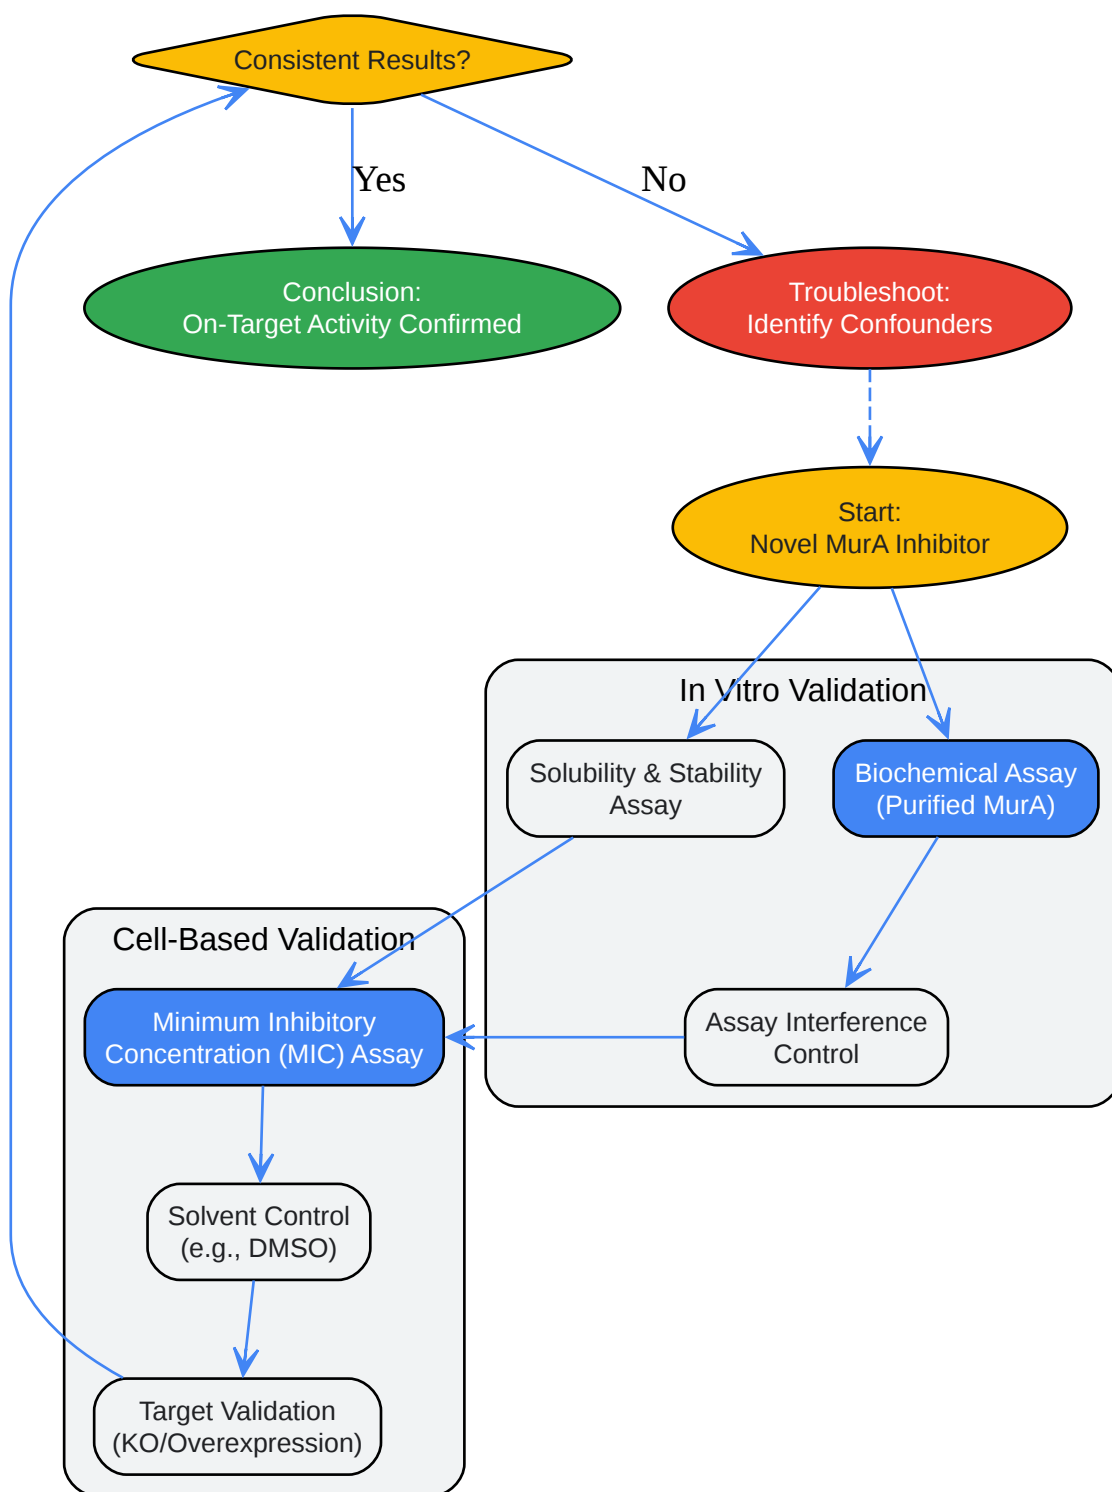 Consistent Results?
Yes
No
Conclusion:
On-Target Activity Confirmed
Troubleshoot:
Identify Confounders
Start:
Novel MurA Inhibitor
In Vitro Validation
Solubility & Stability
Assay
Biochemical Assay
(Purified MurA)
Cell-Based Validation
Minimum Inhibitory
Concentration (MIC) Assay
Assay Interference
Control
Solvent Control
(e.g., DMSO)
Target Validation
(KO/Overexpression)